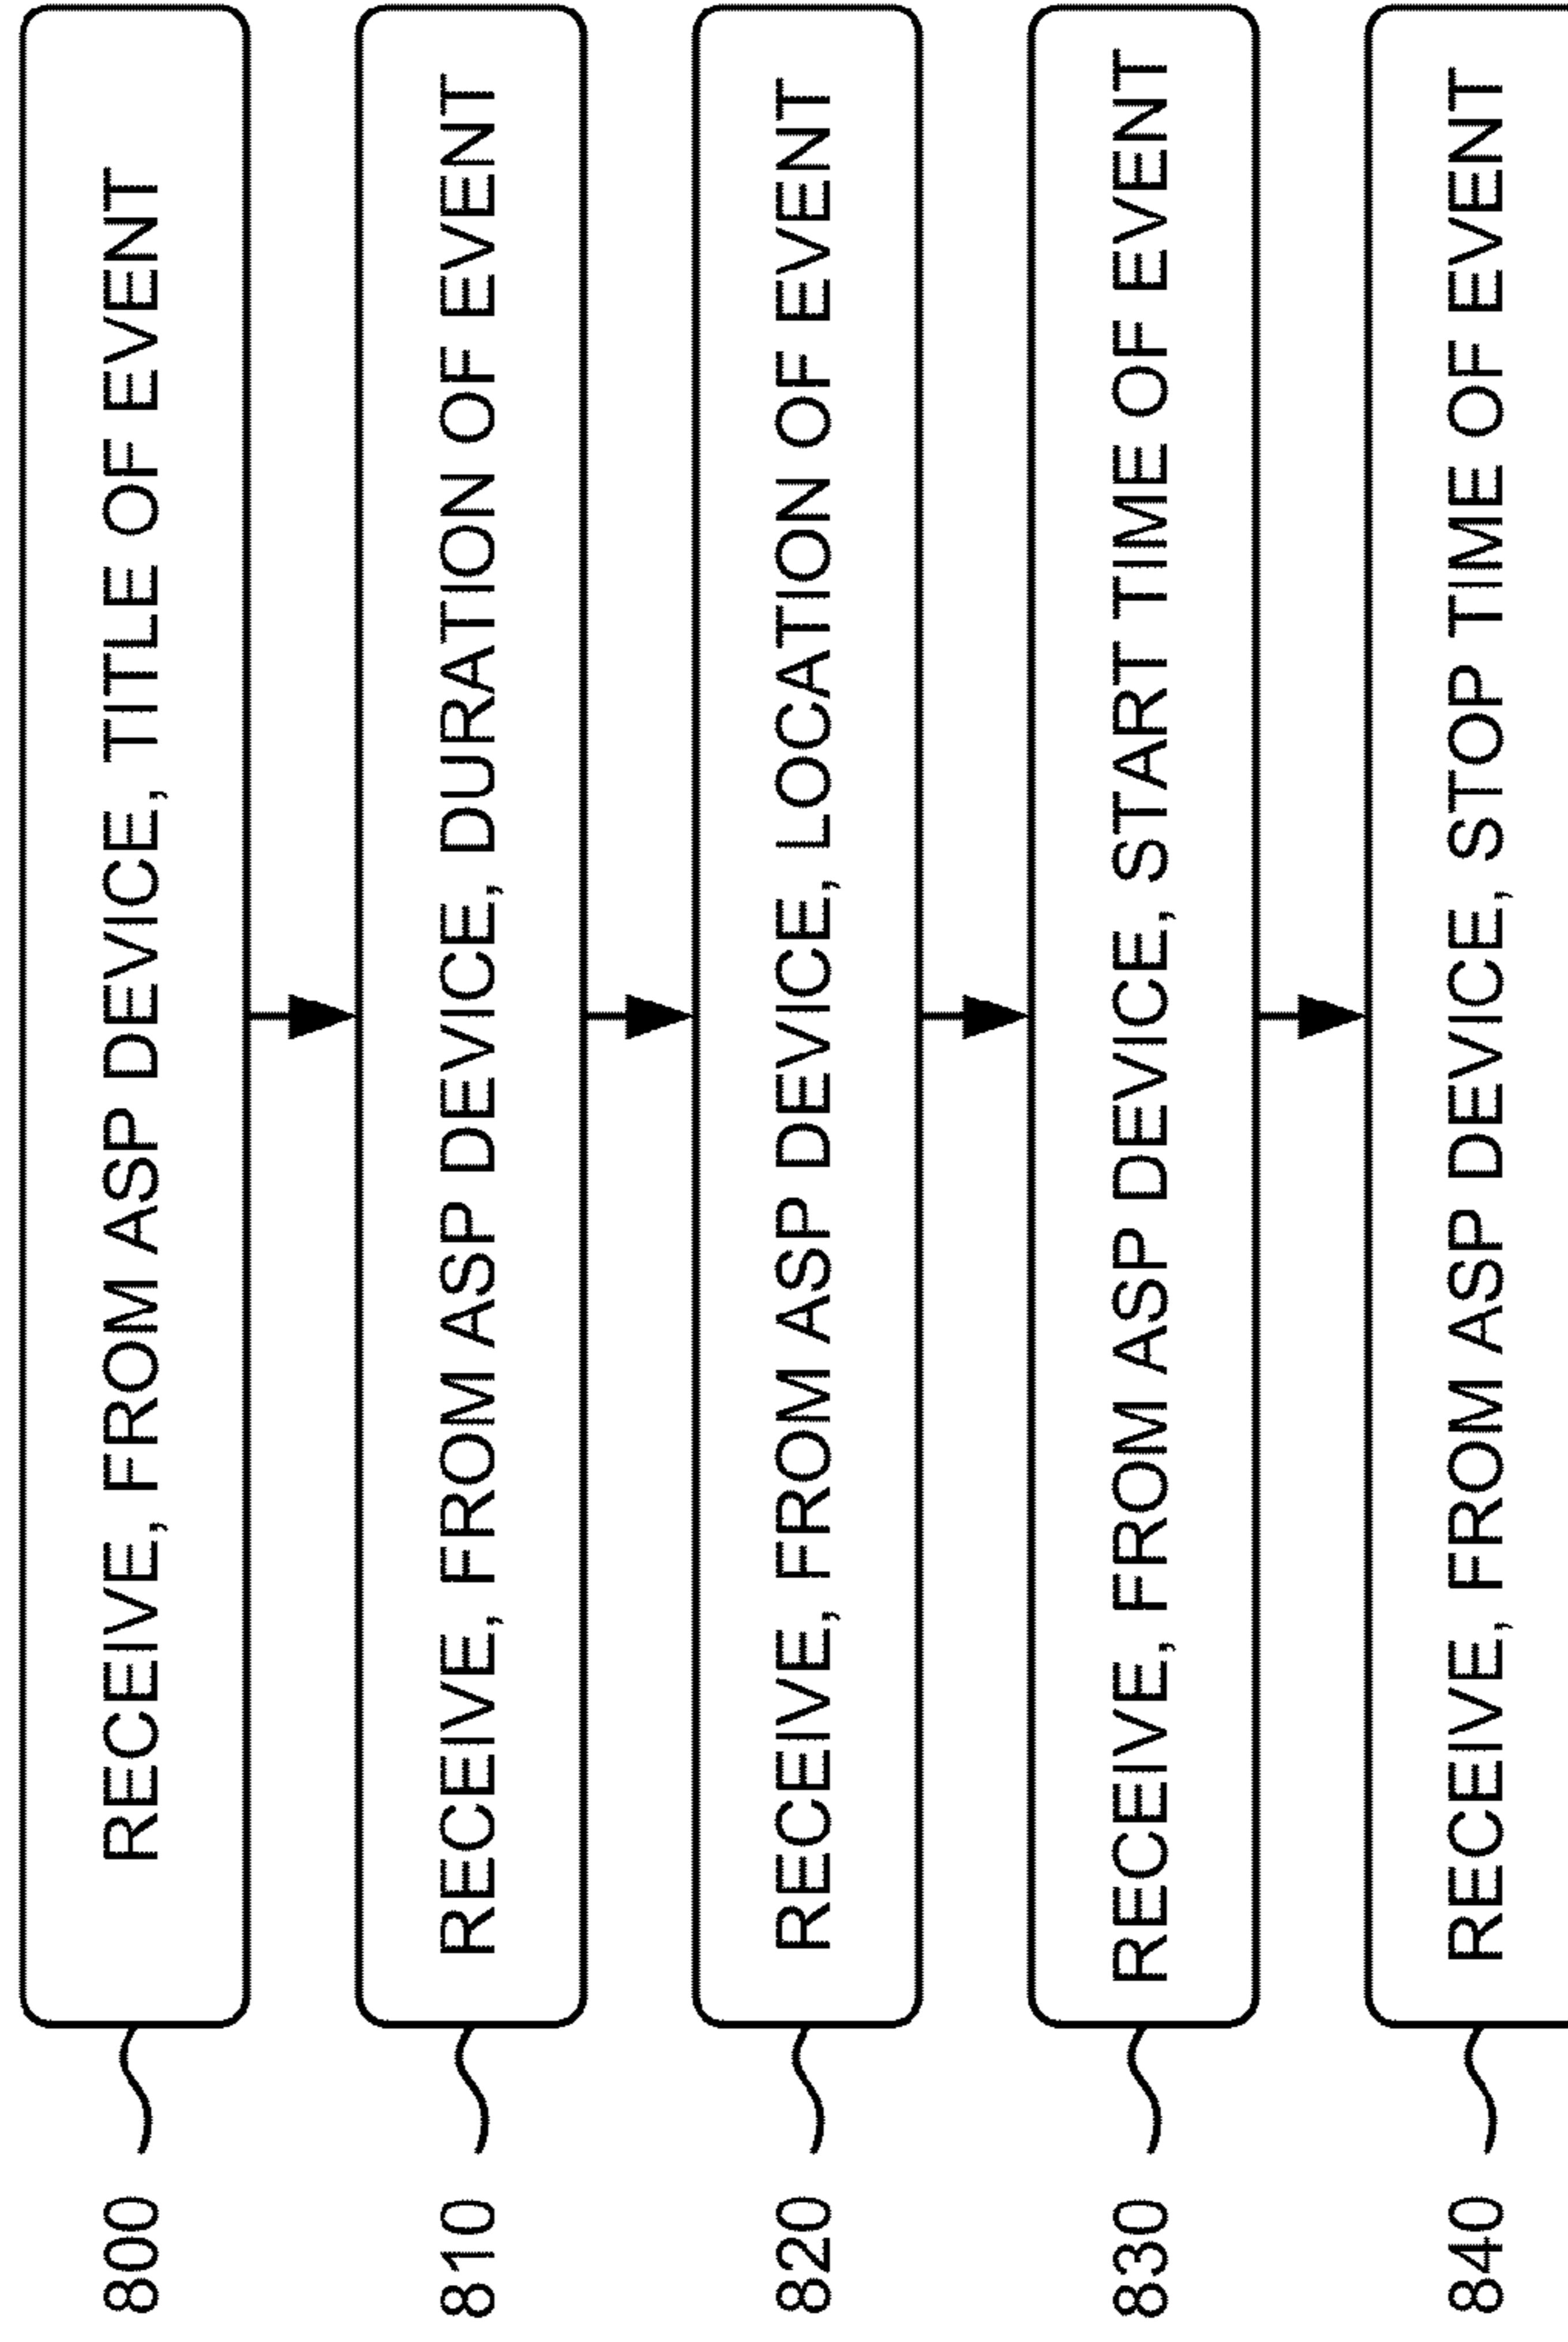 800 RECEIVE, FROM ASP DEVICE, TITLE OF EVENT
810 RECEIVE, FROM ASP DEVICE, DURATION OF EVENT
820 RECEIVE, FROM ASP DEVICE, LOCATION OF EVENT
830 RECEIVE, FROM ASP DEVICE, START TIME OF EVENT
840 RECEIVE, FROM ASP DEVICE, STOP TIME OF EVENT